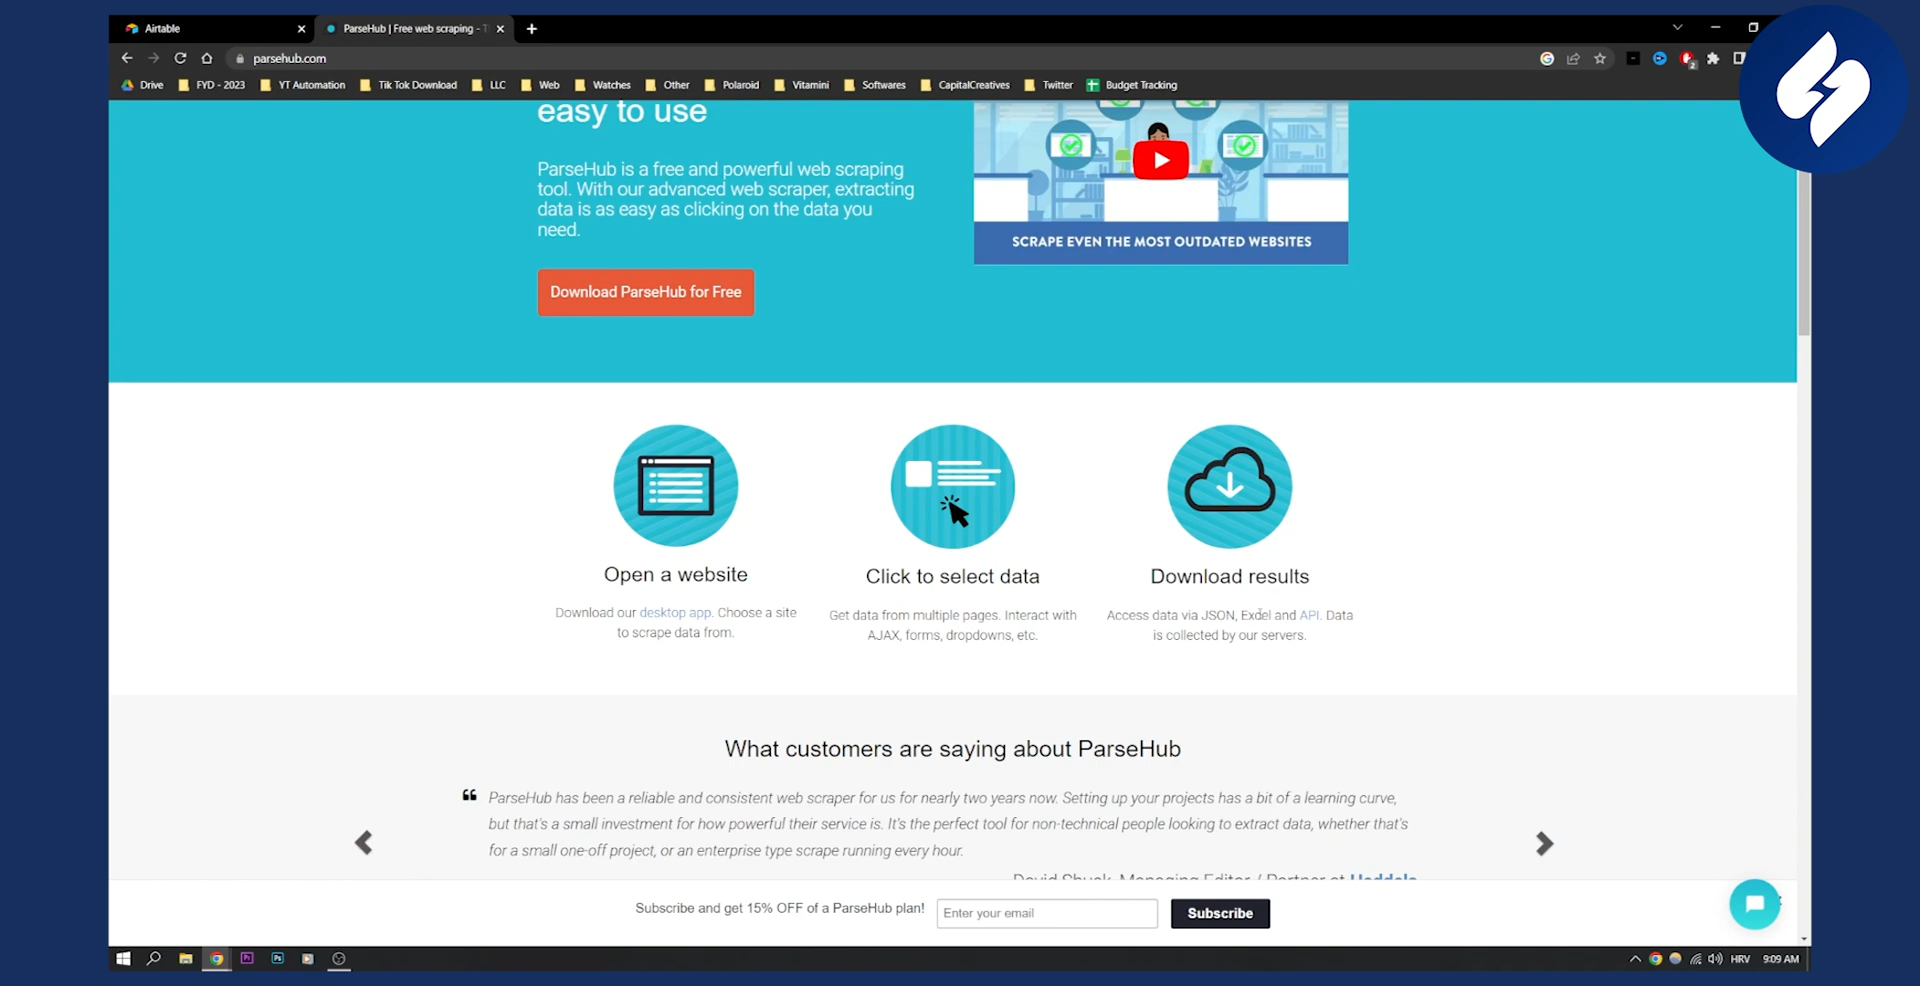 Airtable
ParseHub | Free web scraping -
parsehub.com
Drive FYD - 2023 YT Automation Tik Tok Download LLC Web Watches Other Polaroid Vitamini Softwares CapitalCreatives Twitter Budget Tracking
easy to use
ParseHub is a free and powerful web scraping
tool. With our advanced web scraper, extracting
data is as easy as clicking on the data you
need.
Download ParseHub for Free
SCRAPE EVEN THE MOST OUTDATED WEBSITES
Open a website
Download our desktop app. Choose a site
to scrape data from.
Click to select data
Get data from multiple pages. Interact with
AJAX, forms, dropdowns, etc.
Download results
Access data via JSON, Excel and API. Data
is collected by our servers.
What customers are saying about ParseHub
ParseHub has been a reliable and consistent web scraper for us for nearly two years now. Setting up your projects has a bit of a learning curve,
but that's a small investment for how powerful their service is. It's the perfect tool for non-technical people looking to extract data, whether that's
for a small one-off project, or an enterprise type scrape running every hour.
Managing Editor / Partner at
Subscribe and get 15% OFF of a ParseHub plan!
Enter your email
Subscribe
HRV 9:09 AM